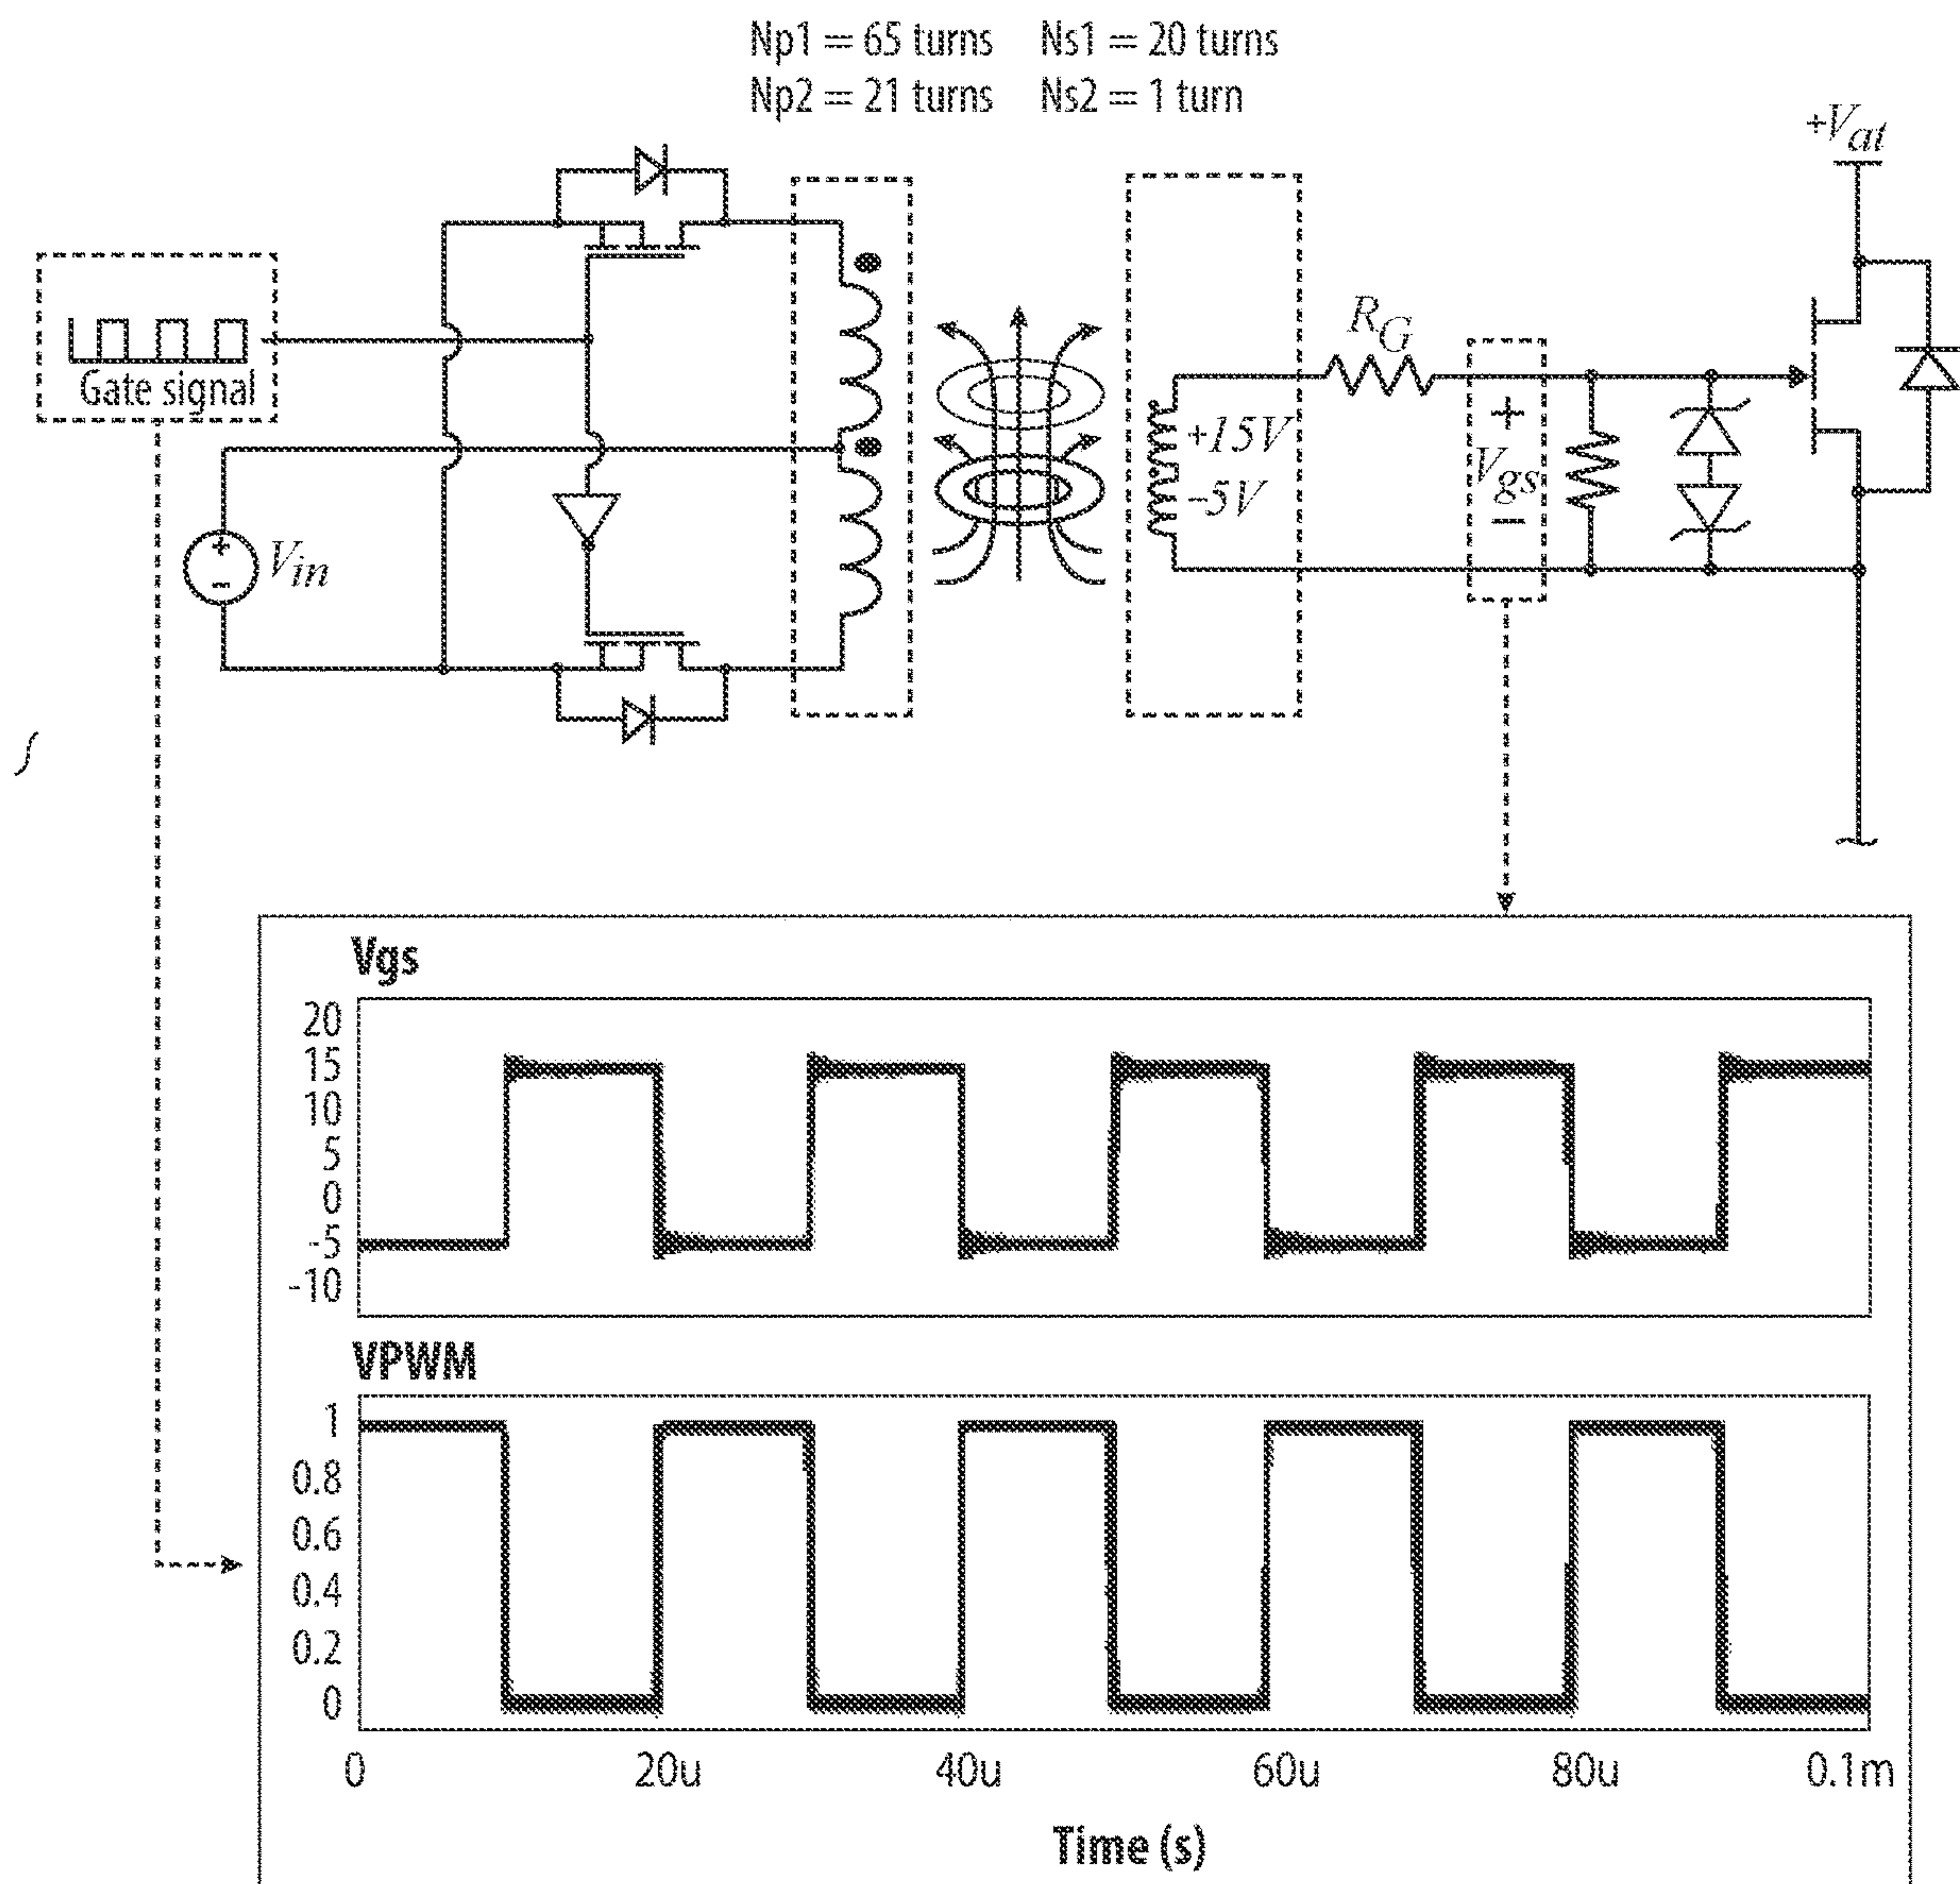 Np1 = 65 turns Ns1 = 20 turns
Np2 = 21 turns Ns2 = 1 turn
+Vat
Gate signal
RG
+15V
-5V
+
Vgs
−
+
Vin
-
Vgs
20
15
10
5
0
-5
-10
VPWM
1
0.8
0.6
0.4
0.2
0
0 20u 40u 60u 80u 0.1m
Time (s)